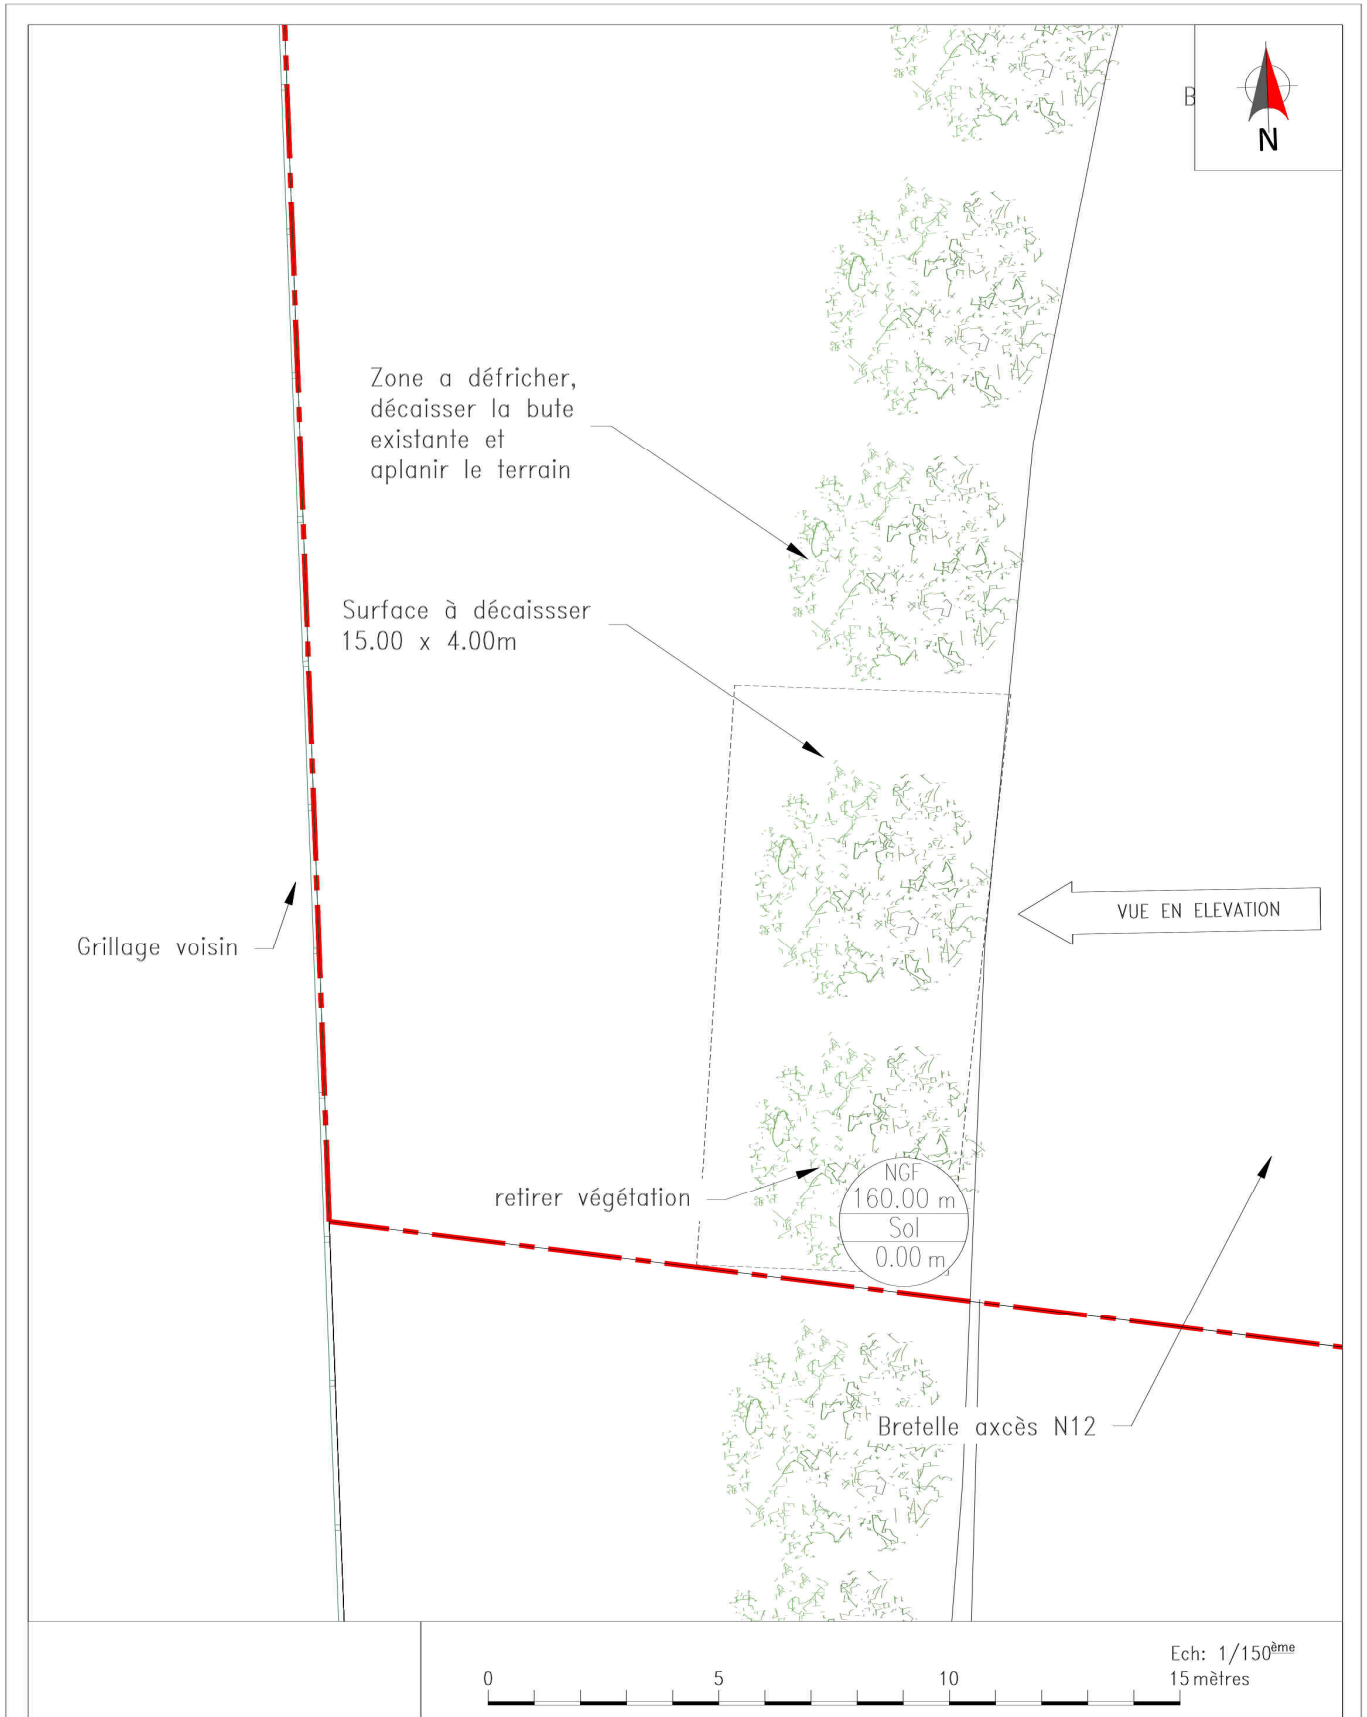 B
N
Zone a défricher,
décaisser la bute
existante et
aplanir le terrain
Surface à décaissser
15.00 x 4.00m
VUE EN ELEVATION
Grillage voisin
retirer végétation
NGF
160.00 m
Sol
0.00 m
Bretelle axcès N12
Ech: 1/150ème
0 5 10 15 mètres